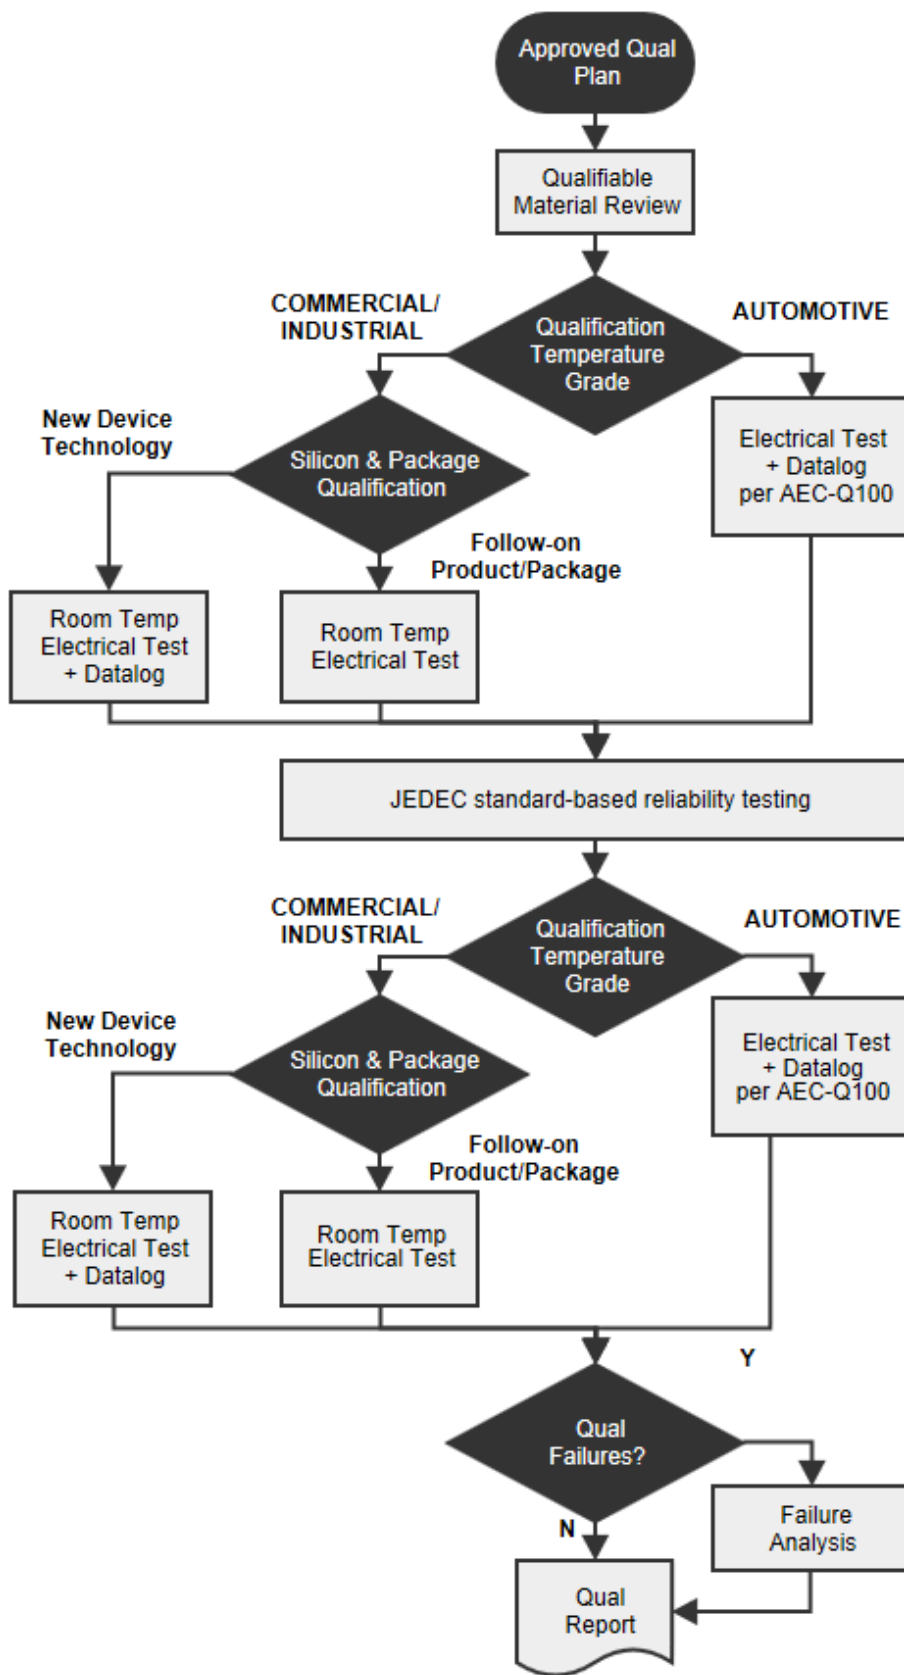 Approved Qual
Plan
Qualifiable
Material Review
COMMERCIAL/
INDUSTRIAL
AUTOMOTIVE
Qualification
Temperature
Grade
New Device
Technology
Silicon & Package
Qualification
Electrical Test
+ Datalog
per AEC-Q100
Follow-on
Product/Package
Room Temp
Electrical Test
+ Datalog
Room Temp
Electrical Test
JEDEC standard-based reliability testing
COMMERCIAL/
INDUSTRIAL
AUTOMOTIVE
Qualification
Temperature
Grade
New Device
Technology
Silicon & Package
Qualification
Electrical Test
+ Datalog
per AEC-Q100
Follow-on
Product/Package
Room Temp
Electrical Test
+ Datalog
Room Temp
Electrical Test
Y
Qual
Failures?
N
Failure
Analysis
Qual
Report